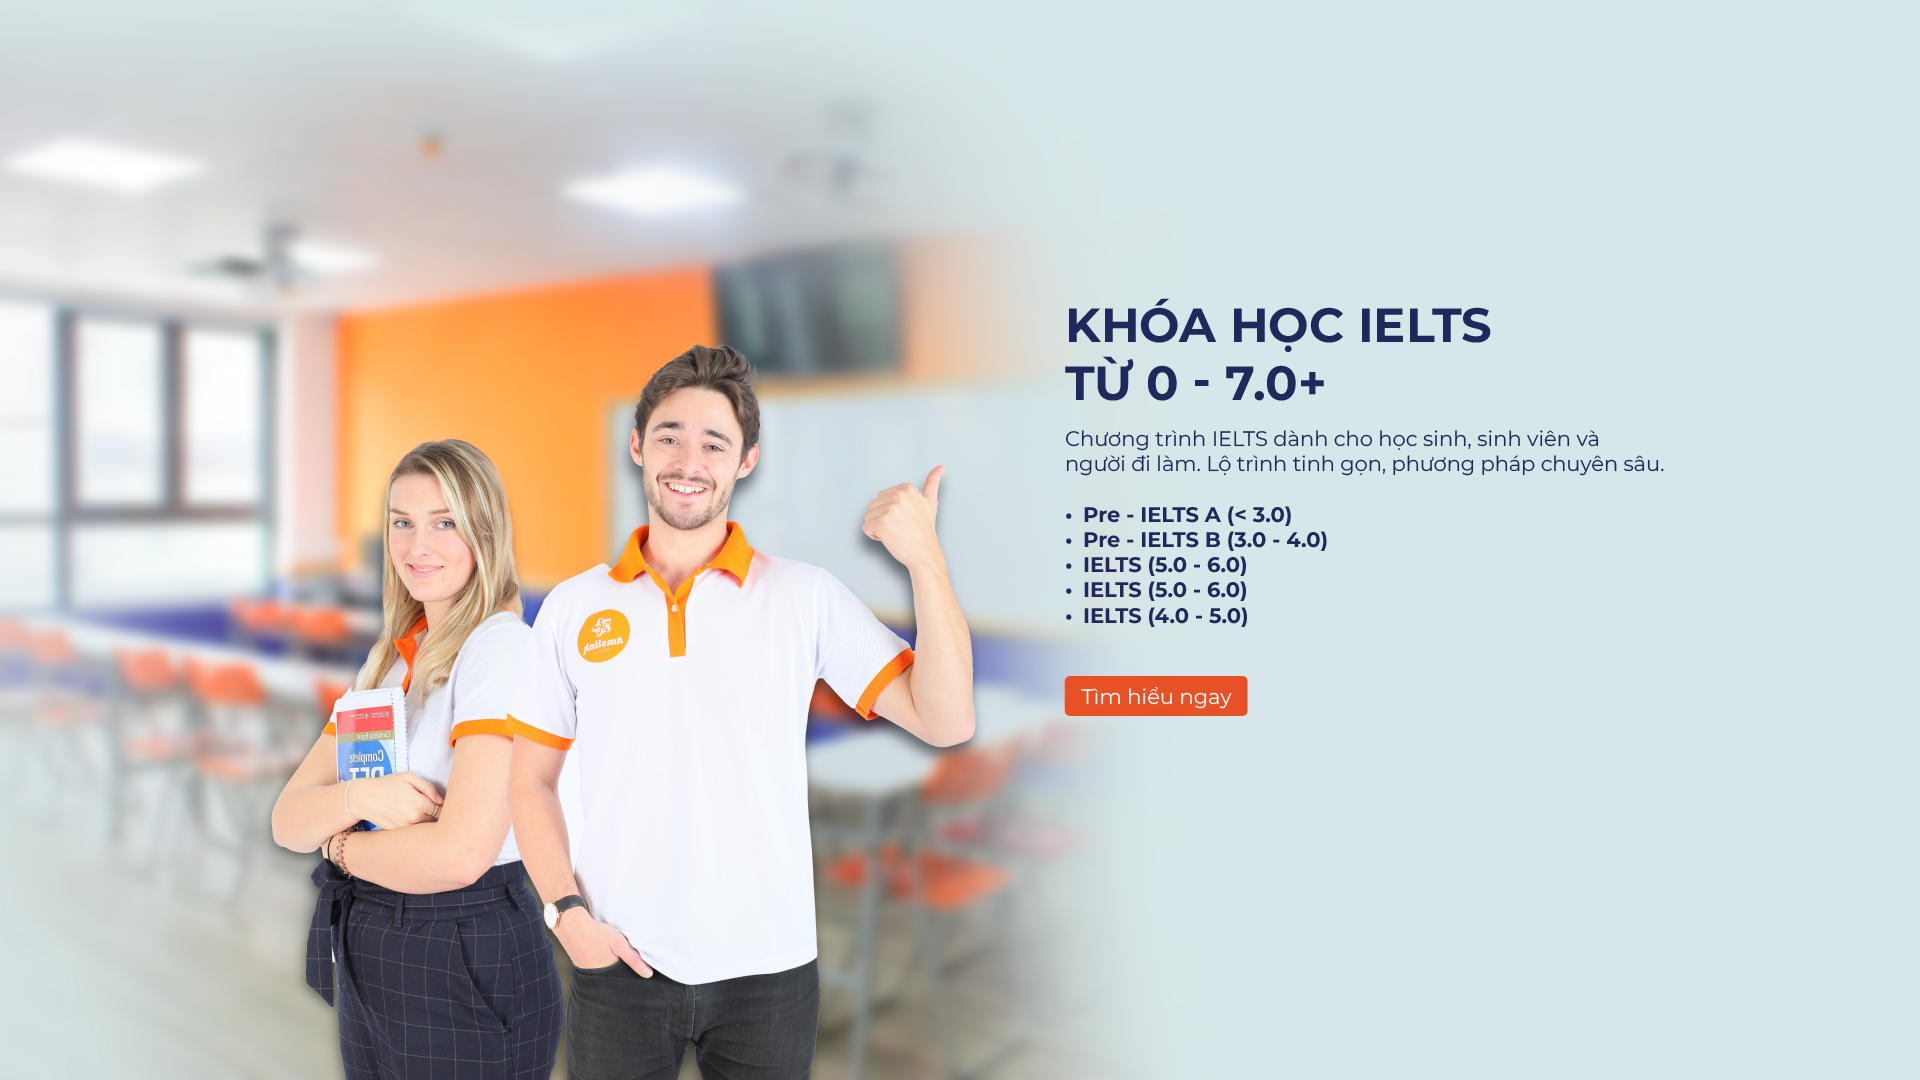 KHÓA HỌC IELTS
TỪ 0 - 7.0+
Chương trình IELTS dành cho học sinh, sinh viên và
người đi làm. Lộ trình tinh gọn, phương pháp chuyên sâu.
• Pre - IELTS A (< 3.0)
• Pre - IELTS B (3.0 - 4.0)
• IELTS (5.0 - 6.0)
• IELTS (5.0 - 6.0)
• IELTS (4.0 - 5.0)
Tìm hiểu ngay
Complete
PET